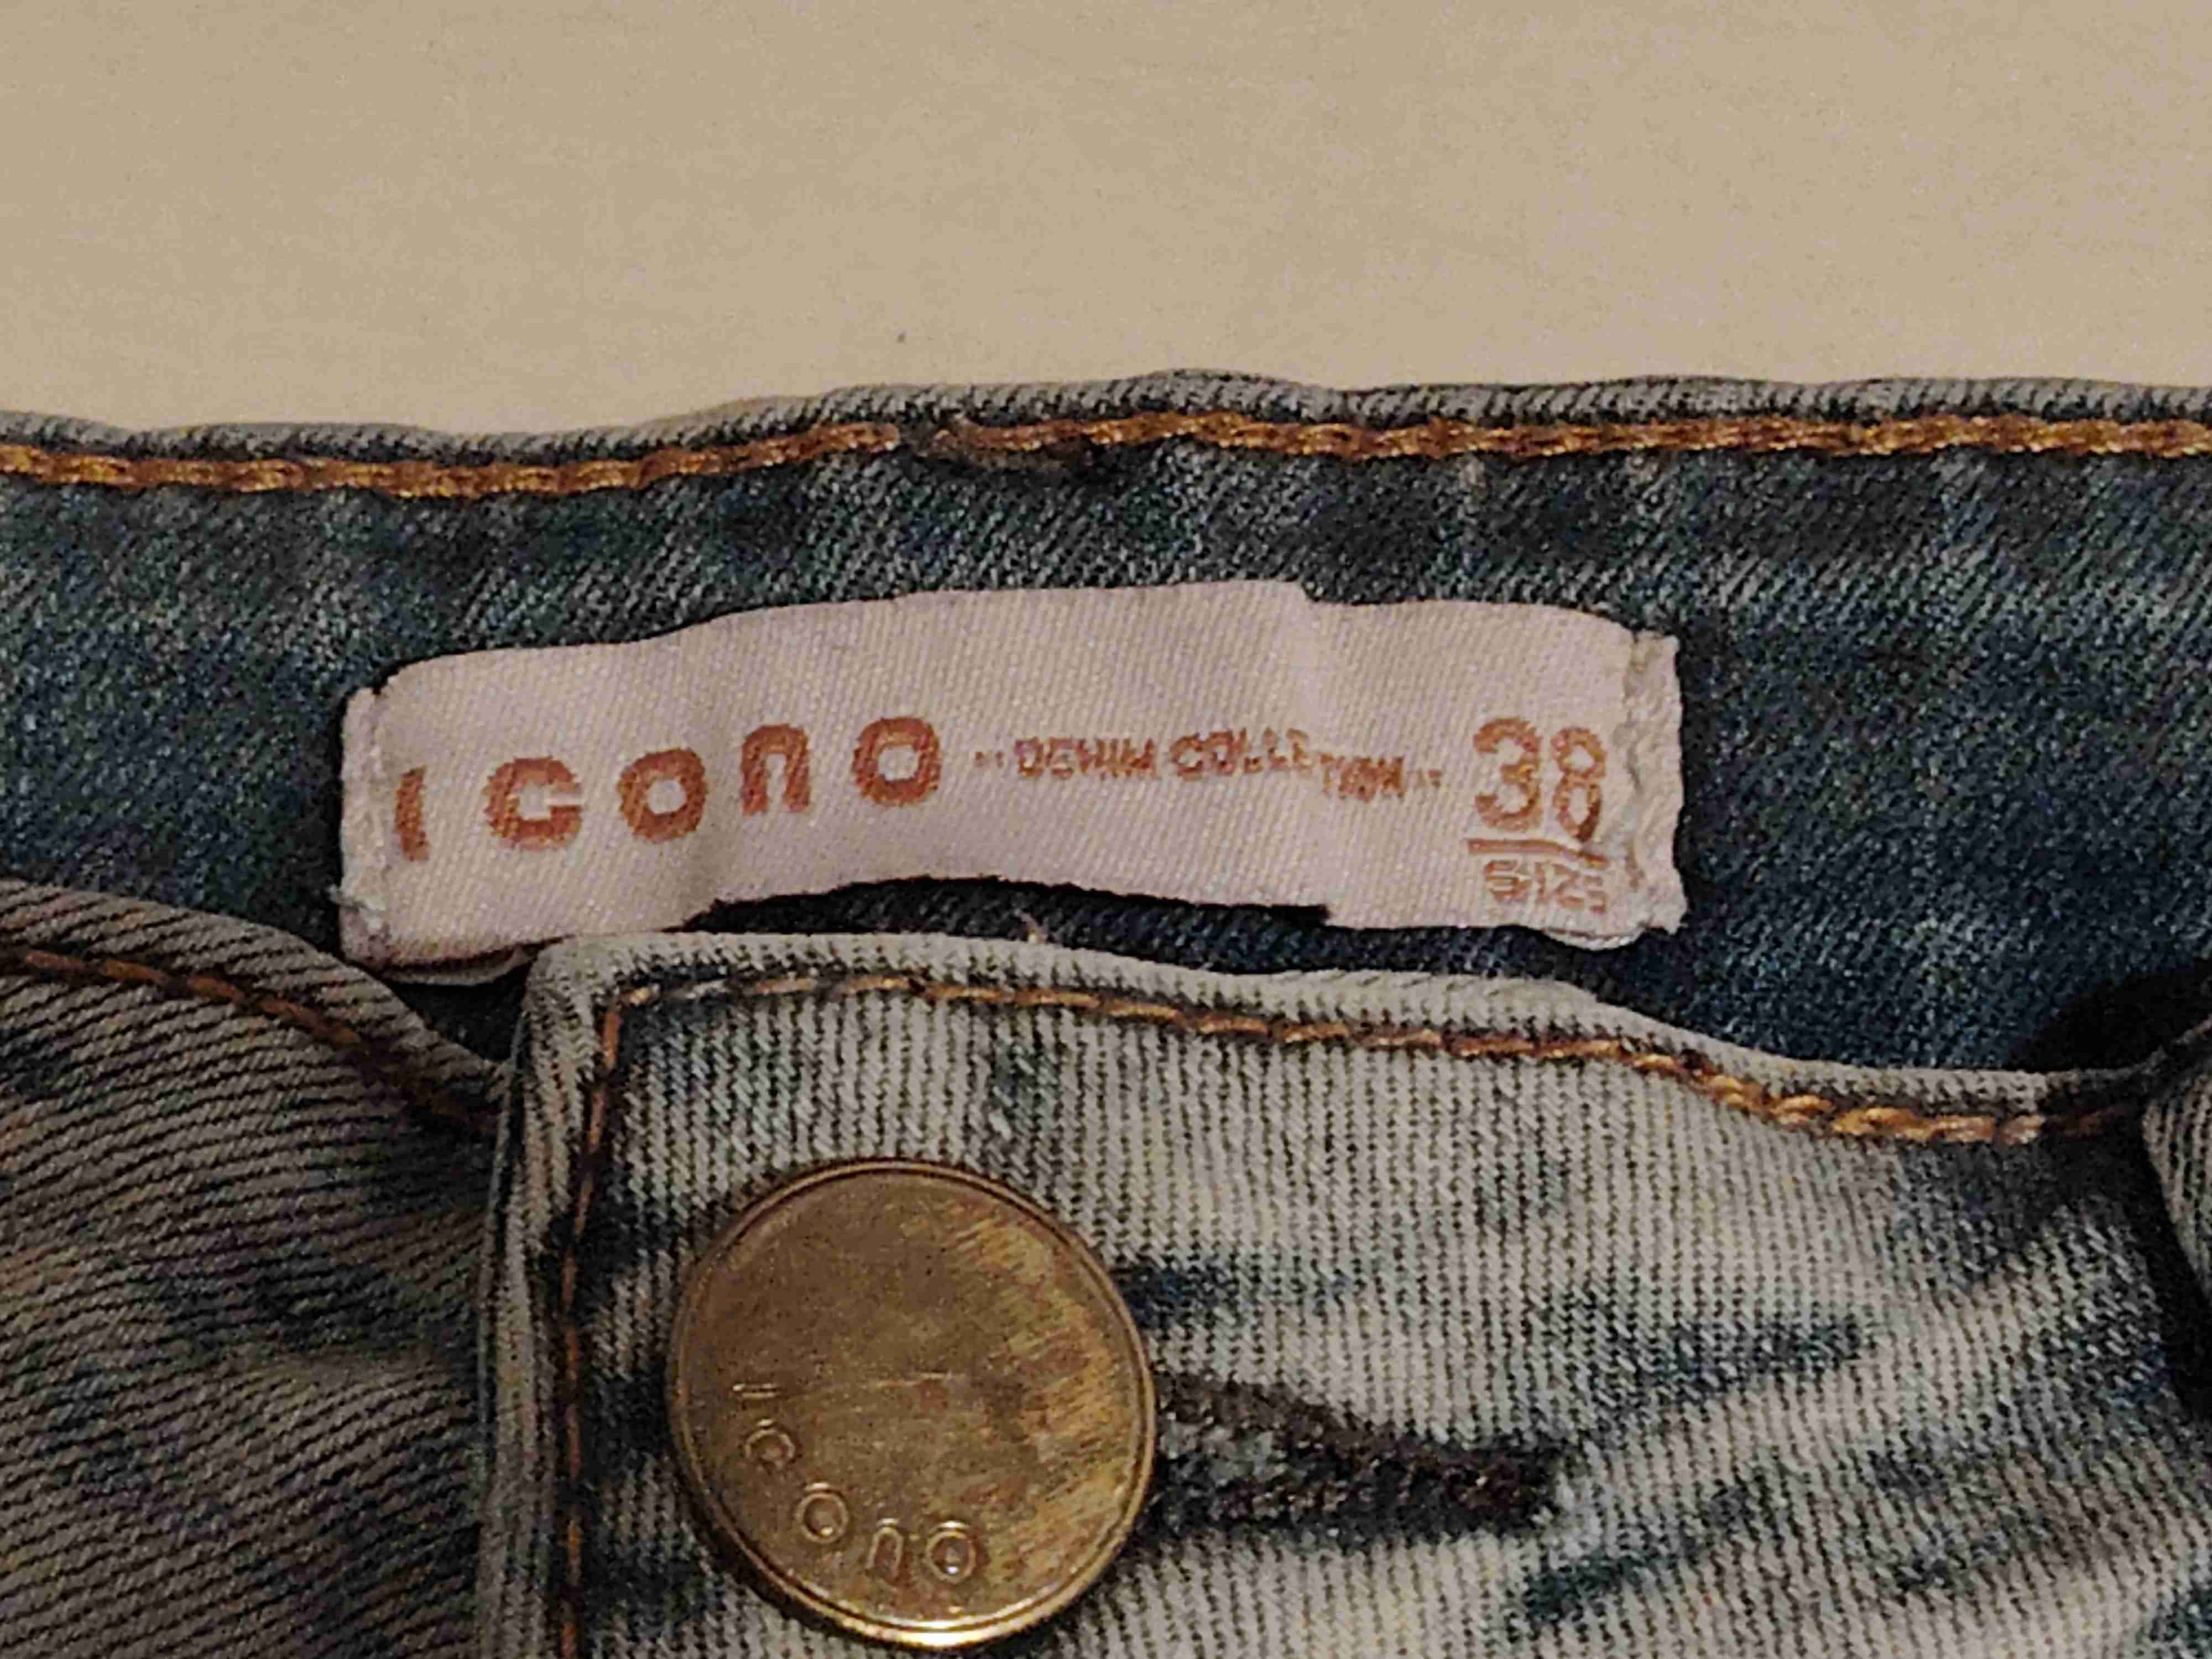 ICONO
"DENIM COLLECTION"
38
SIZE
ICONO